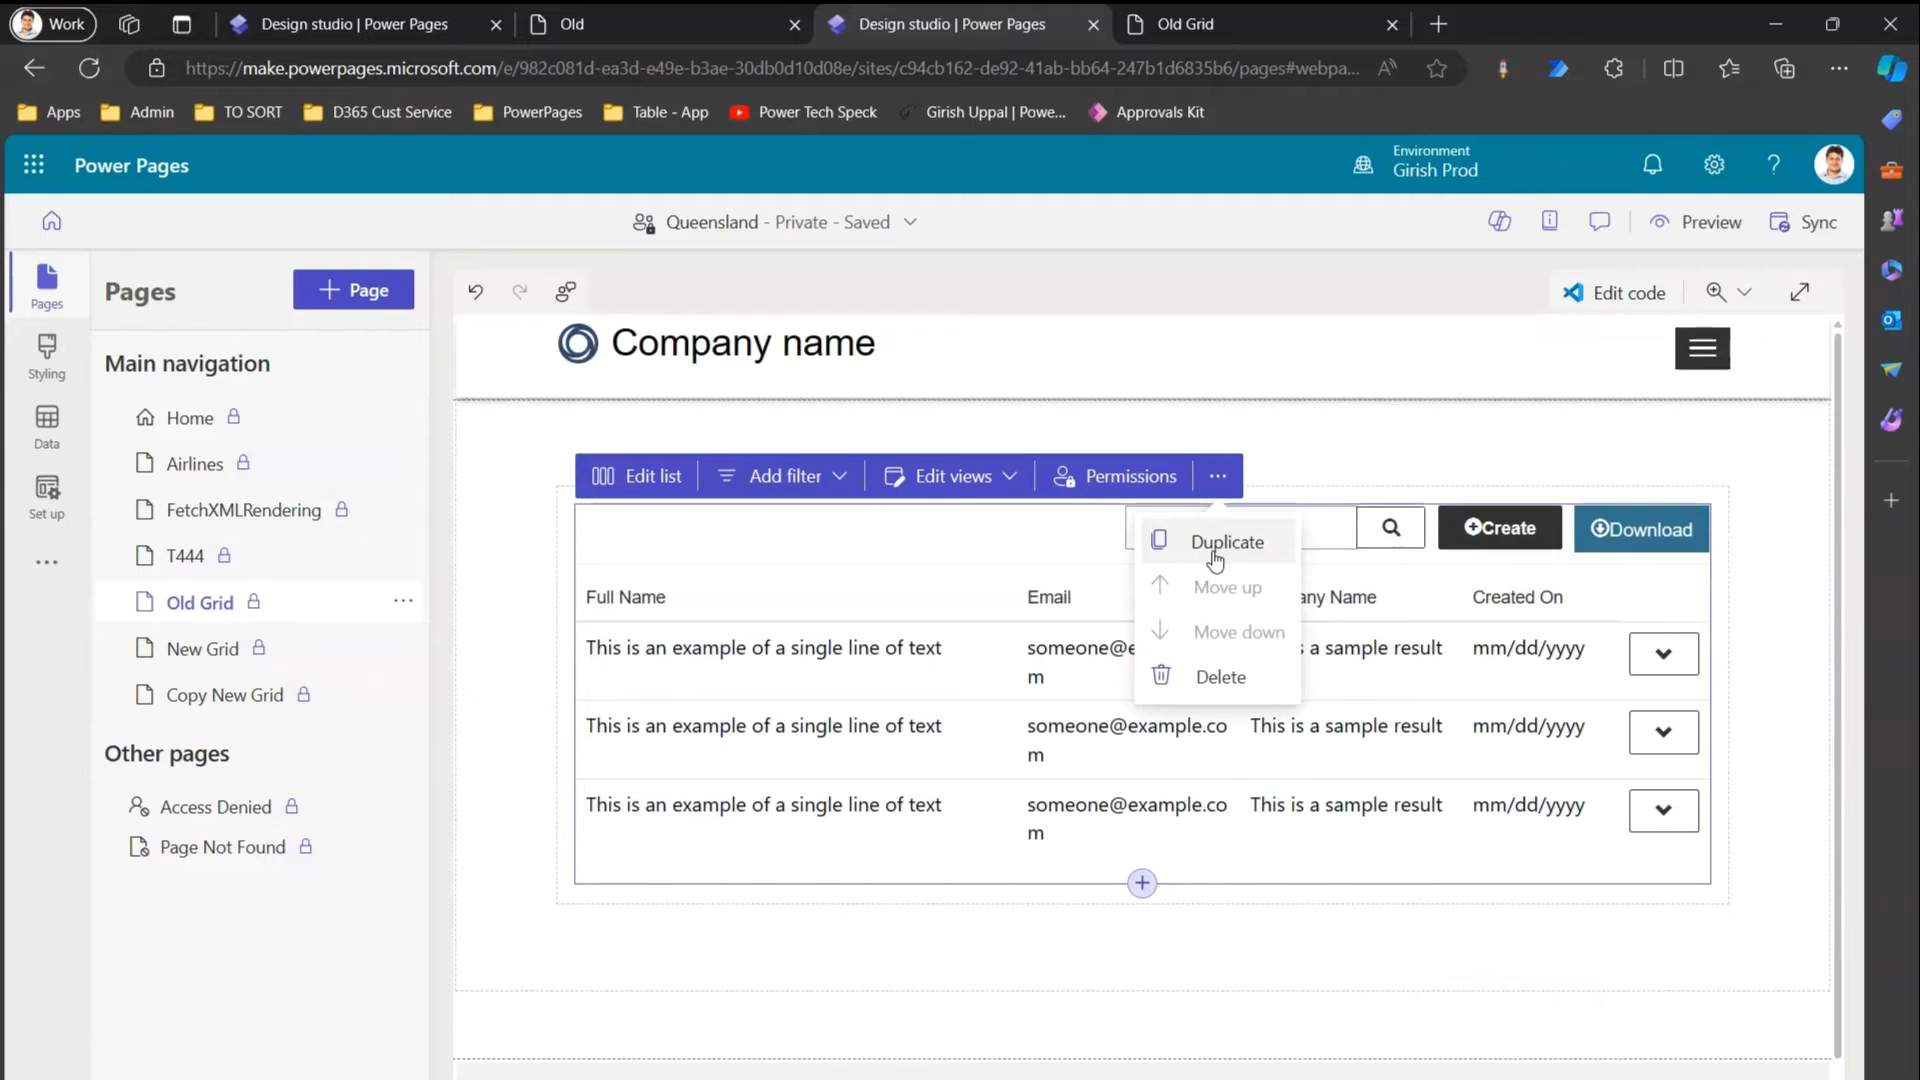 Work
Design studio | Power Pages
Old
Design studio | Power Pages
Old Grid
https://make.powerpages.microsoft.com/e/982c081d-ea3d-e49e-b3ae-30db0d10d08e/sites/c94cb162-de92-41ab-bb64-247b1d6835b6/pages#webpa...
Apps
Admin
TO SORT
D365 Cust Service
PowerPages
Table - App
Power Tech Speck
Girish Uppal | Powe...
Approvals Kit
Power Pages
Environment
Girish Prod
Queensland - Private - Saved
Preview
Sync
Pages
Styling
Data
Set up
Pages
+ Page
Main navigation
Home
Airlines
FetchXMLRendering
T444
Old Grid
New Grid
Copy New Grid
Other pages
Access Denied
Page Not Found
Edit code
Company name
Edit list
Add filter
Edit views
Permissions
Duplicate
Move up
Move down
Delete
Create
Download
Full Name
Email
any Name
Created On
This is an example of a single line of text
someone@e
m
a sample result
mm/dd/yyyy
This is an example of a single line of text
someone@example.co
m
This is a sample result
mm/dd/yyyy
This is an example of a single line of text
someone@example.co
m
This is a sample result
mm/dd/yyyy